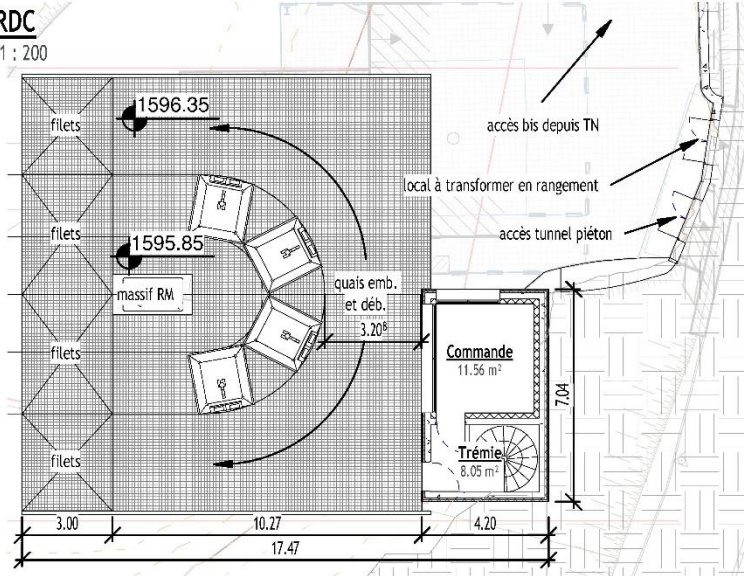 RDC
1 : 200
1596.35
filets
accès bis depuis TN
local à transformer en rangement
filets
1595.85
accès tunnel piéton
massif RM
quais emb.
et déb.
3.20⁸
Commande
11.56 m²
filets
7.04
Trémie
8.05 m²
filets
3.00
10.27
4.20
17.47